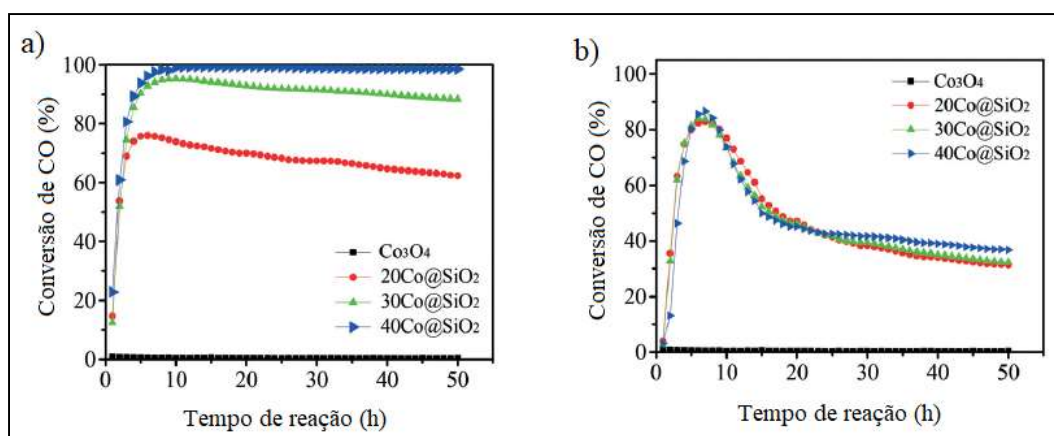 a)
Conversão de CO (%)
100
80
60
40
20
0
0 10 20 30 40 50
Tempo de reação (h)
Co₃O₄
20Co@SiO₂
30Co@SiO₂
40Co@SiO₂
b)
Conversão de CO (%)
100
80
60
40
20
0
0 10 20 30 40 50
Tempo de reação (h)
Co₃O₄
20Co@SiO₂
30Co@SiO₂
40Co@SiO₂